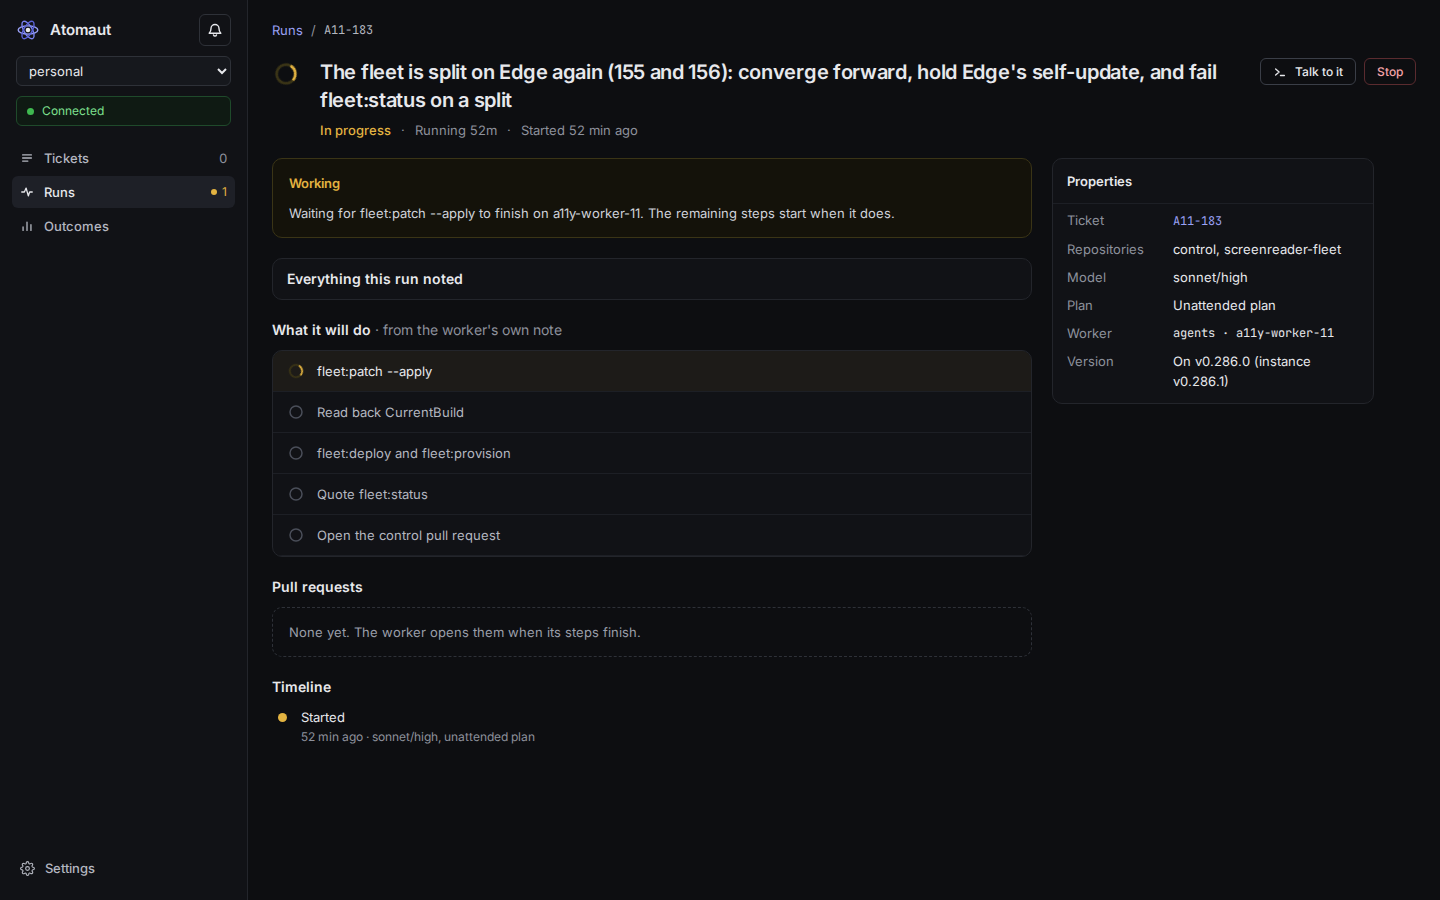 Atomaut
personal
Connected
Tickets 0
Runs 1
Outcomes
Settings
Runs / A11-183
The fleet is split on Edge again (155 and 156): converge forward, hold Edge's self-update, and fail
fleet:status on a split
In progress · Running 52m · Started 52 min ago
Talk to it
Stop
Working
Waiting for fleet:patch --apply to finish on a11y-worker-11. The remaining steps start when it does.
Everything this run noted
What it will do · from the worker's own note
fleet:patch --apply
Read back CurrentBuild
fleet:deploy and fleet:provision
Quote fleet:status
Open the control pull request
Pull requests
None yet. The worker opens them when its steps finish.
Timeline
Started
52 min ago · sonnet/high, unattended plan
Properties
Ticket A11-183
Repositories control, screenreader-fleet
Model sonnet/high
Plan Unattended plan
Worker agents · a11y-worker-11
Version On v0.286.0 (instance
v0.286.1)